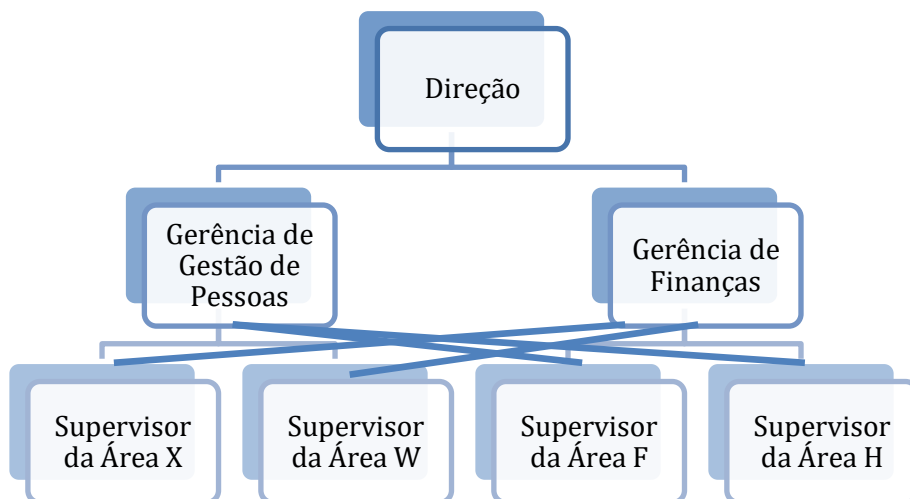 Direção
Gerência de
Gestão de
Pessoas
Gerência de
Finanças
Supervisor
da Área X
Supervisor
da Área W
Supervisor
da Área F
Supervisor
da Área H